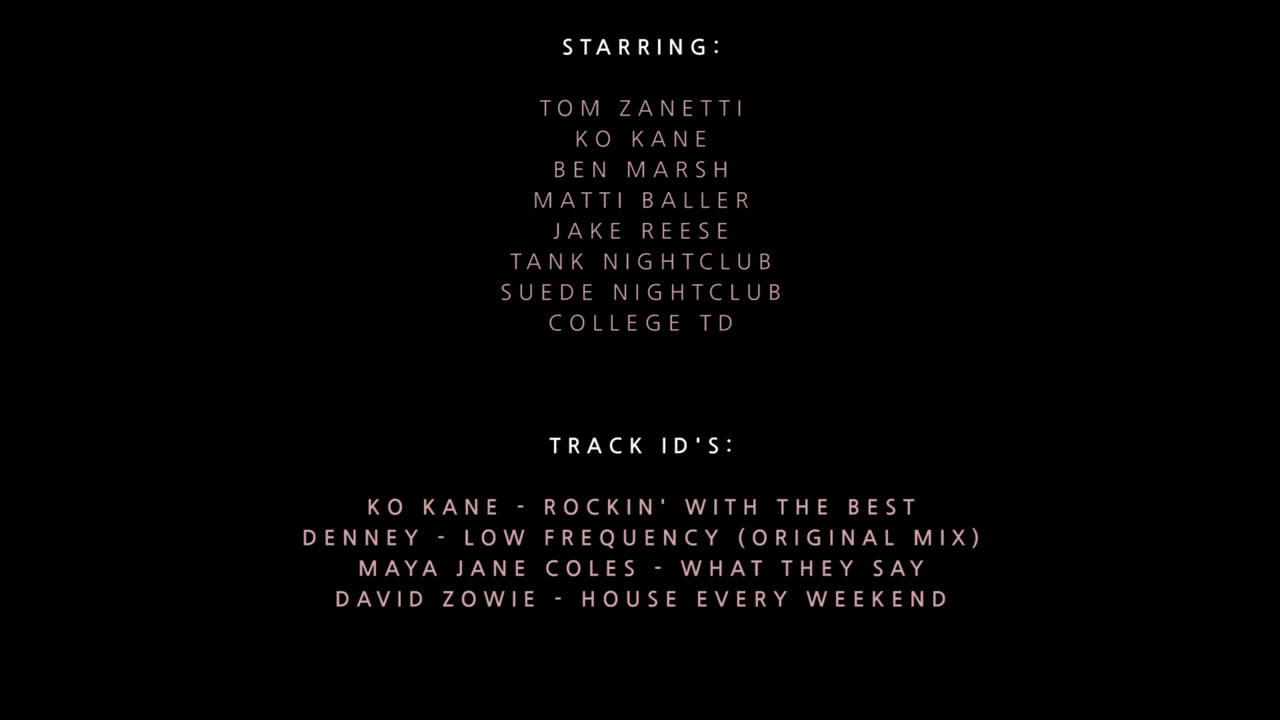 STARRING:
TOM ZANETTI
KO KANE
BEN MARSH
MATTI BALLER
JAKE REESE
TANK NIGHTCLUB
SUEDE NIGHTCLUB
COLLEGE TD
TRACK ID'S:
KO KANE - ROCKIN' WITH THE BEST
DENNEY - LOW FREQUENCY (ORIGINAL MIX)
MAYA JANE COLES - WHAT THEY SAY
DAVID ZOWIE - HOUSE EVERY WEEKEND